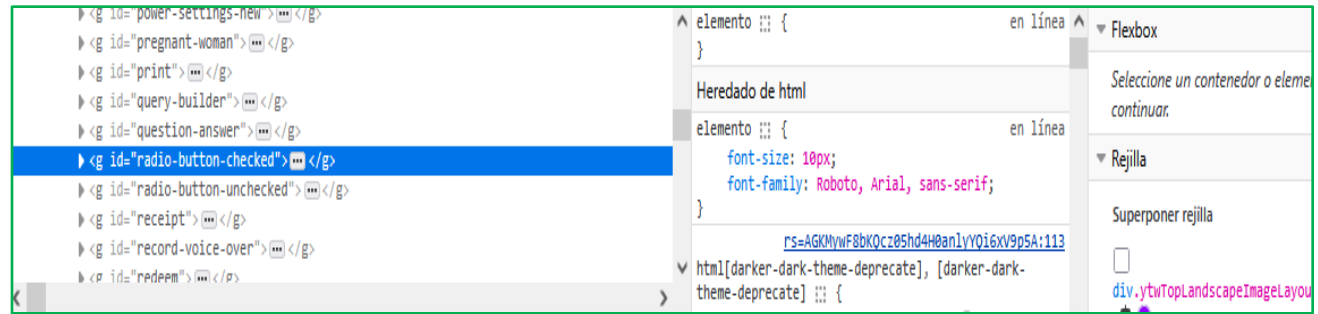 <g id="power-settings-new"> </g>
<g id="pregnant-woman"> </g>
<g id="print"> </g>
<g id="query-builder"> </g>
<g id="question-answer"> </g>
<g id="radio-button-checked"> </g>
<g id="radio-button-unchecked"> </g>
<g id="receipt"> </g>
<g id="record-voice-over"> </g>
<g id="redeem"> </g>
elemento { en línea
}
Heredado de html
elemento { en línea
font-size: 10px;
font-family: Roboto, Arial, sans-serif;
}
rs=AGKMywF8bKQcz05hd4H0anlyYQi6xV9p5A:113
html[darker-dark-theme-deprecate], [darker-dark-
theme-deprecate] {
Flexbox
Seleccione un contenedor o eleme
continuar.
Rejilla
Superponer rejilla
div.ytwTopLandscapeImageLayou